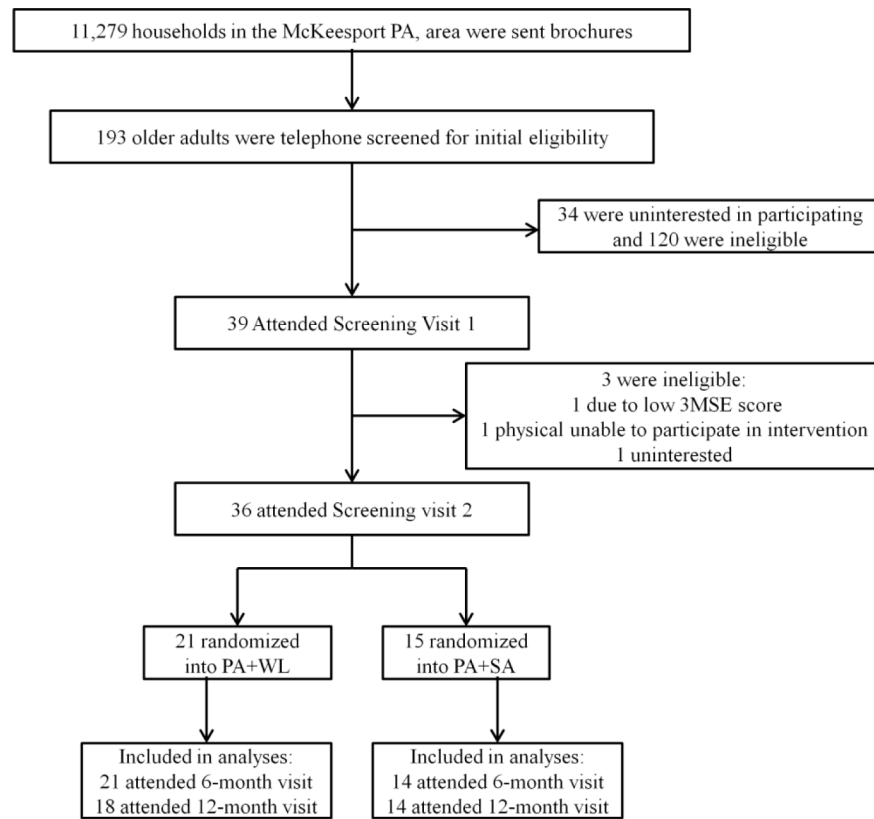 11,279 households in the McKeesport PA, area were sent brochures
193 older adults were telephone screened for initial eligibility
34 were uninterested in participating
and 120 were ineligible
39 Attended Screening Visit 1
3 were ineligible:
1 due to low 3MSE score
1 physical unable to participate in intervention
1 uninterested
36 attended Screening visit 2
21 randomized
into PA+WL
15 randomized
into PA+SA
Included in analyses:
21 attended 6-month visit
18 attended 12-month visit
Included in analyses:
14 attended 6-month visit
14 attended 12-month visit